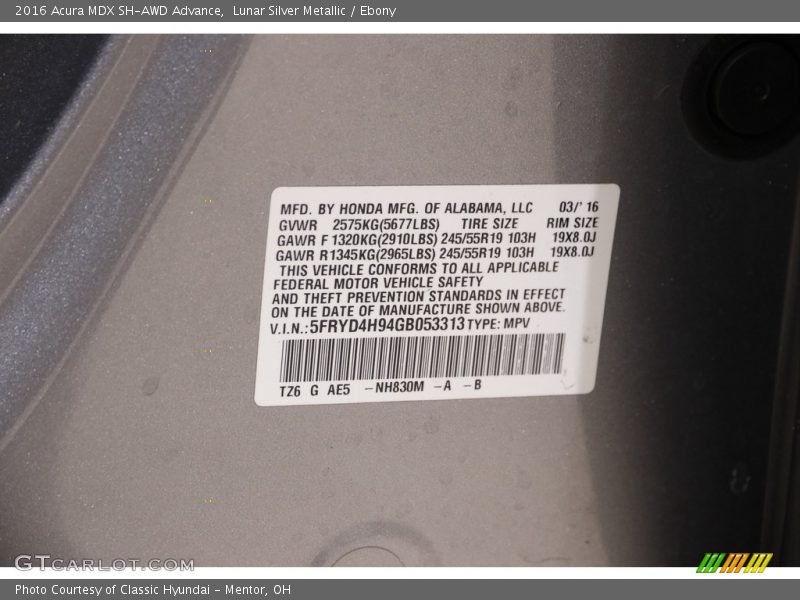 2016 Acura MDX SH-AWD Advance,  Lunar Silver Metallic / Ebony
MFD. BY HONDA MFG. OF ALABAMA, LLC 03/' 16
GVWR 2575KG(5677LBS) TIRE SIZE RIM SIZE
GAWR F 1320KG(2910LBS) 245/55R19 103H 19X8.0J
GAWR R1345KG(2965LBS) 245/55R19 103H 19X8.0J
THIS VEHICLE CONFORMS TO ALL APPLICABLE
FEDERAL MOTOR VEHICLE SAFETY
AND THEFT PREVENTION STANDARDS IN EFFECT
ON THE DATE OF MANUFACTURE SHOWN ABOVE.
V.I.N.: 5FRYD4H94GB053313 TYPE: MPV
TZ6 G AE5 -NH830M -A -B
GTCARLOT.COM
Photo Courtesy of Classic Hyundai - Mentor, OH